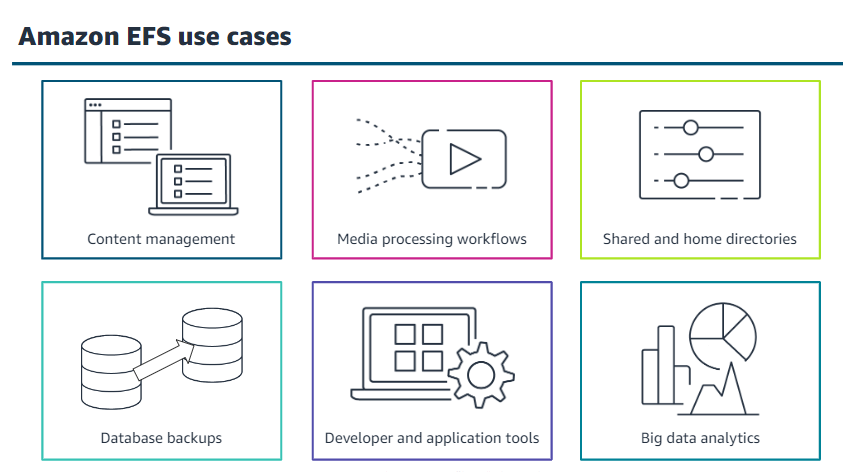 Amazon EFS use cases
Content management
Media processing workflows
Shared and home directories
Database backups
Developer and application tools
Big data analytics